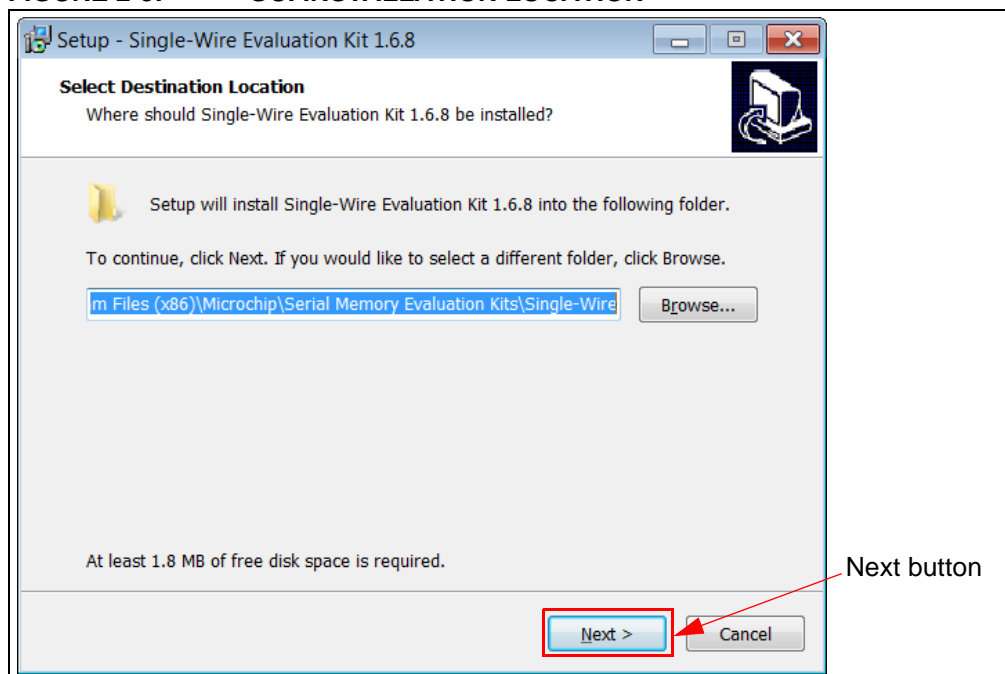 Setup - Single-Wire Evaluation Kit 1.6.8
Select Destination Location
Where should Single-Wire Evaluation Kit 1.6.8 be installed?
Setup will install Single-Wire Evaluation Kit 1.6.8 into the following folder.
To continue, click Next. If you would like to select a different folder, click Browse.
m Files (x86)\Microchip\Serial Memory Evaluation Kits\Single-Wire
Browse...
At least 1.8 MB of free disk space is required.
Next button
Next >
Cancel